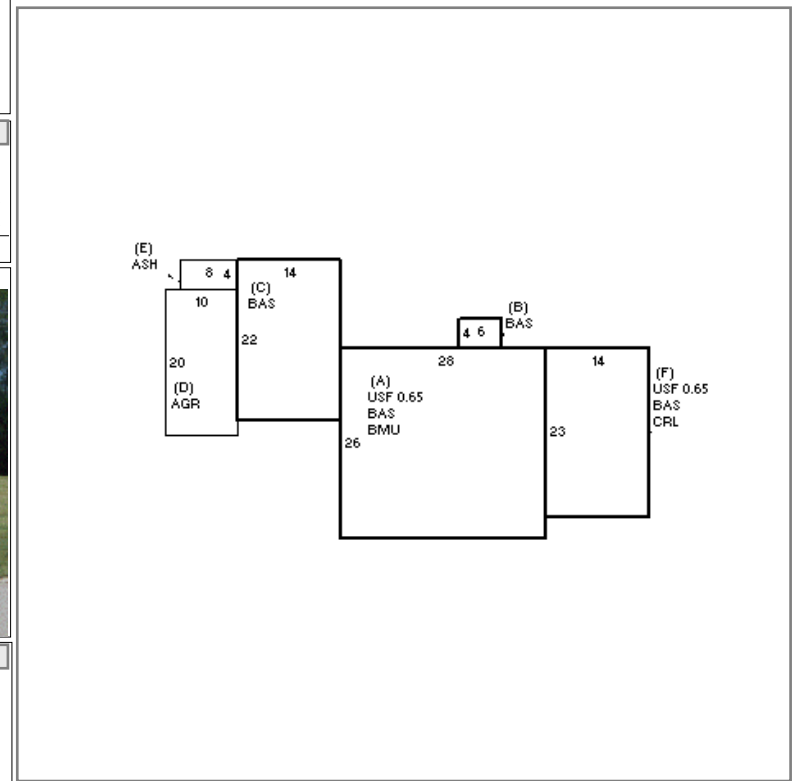 (E)
ASH
8 4
14
(C)
BAS
10
22
20
(D)
AGR
(B)
BAS
4 6
28
14
(A)
USF 0.65
BAS
BMU
26
(F)
USF 0.65
BAS
CRL
23